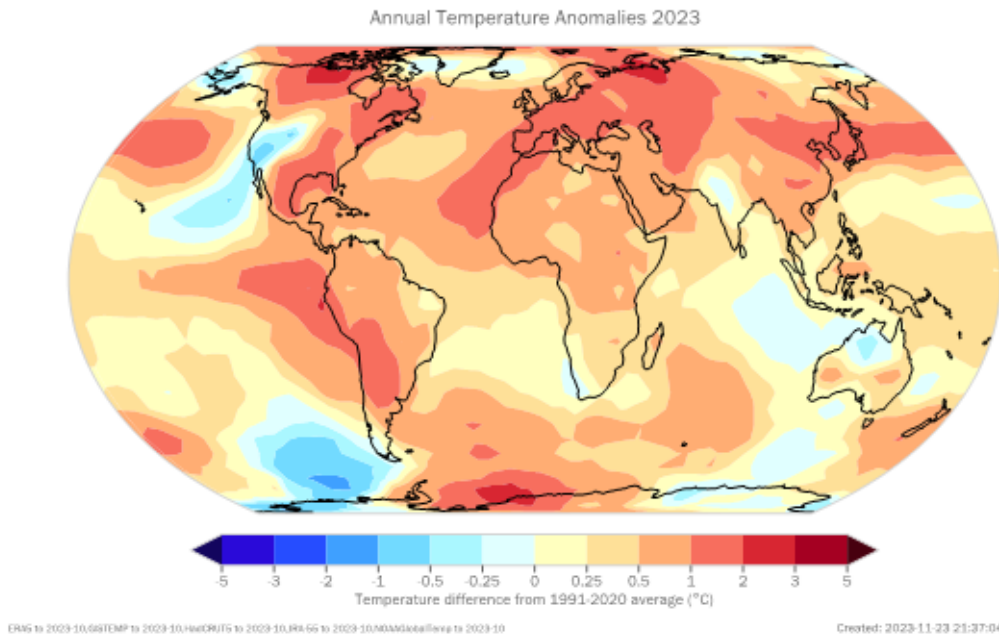 Annual Temperature Anomalies 2023
-5 -3 -2 -1 -0.5 -0.25 0 0.25 0.5 1 2 3 5
Temperature difference from 1991-2020 average (°C)
ERA5 to 2023-10,GISTEMP to 2023-10,HadCRUT5 to 2023-10,JRA-55 to 2023-10,NOAAGlobalTemp to 2023-10
Created: 2023-11-23 21:37:04